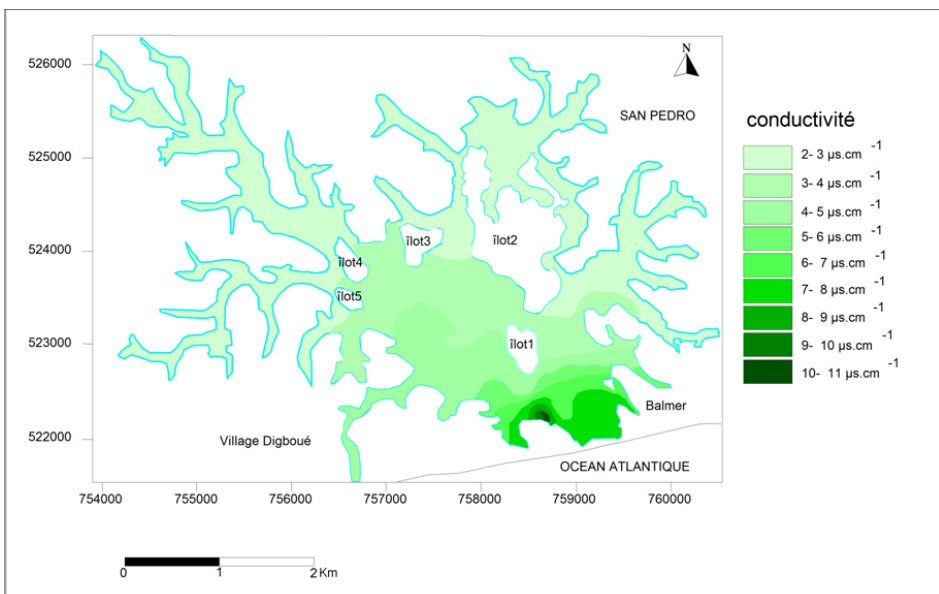 N
526000
SAN PEDRO
conductivité
525000
2- 3 µs.cm -1
3- 4 µs.cm -1
4- 5 µs.cm -1
524000
îlot3
îlot2
5- 6 µs.cm -1
îlot4
6- 7 µs.cm -1
îlot5
7- 8 µs.cm -1
523000
îlot1
8- 9 µs.cm -1
9- 10 µs.cm -1
10- 11 µs.cm -1
Balmer
522000
Village Digboué
OCEAN ATLANTIQUE
754000 755000 756000 757000 758000 759000 760000
0 1 2 Km